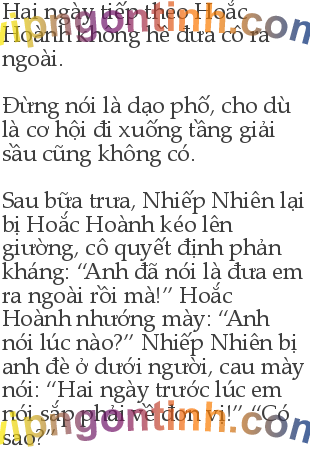 Hai ngày tiếp theo Hoắc
Hoành không hề đưa cô ra
ngoài.
Đừng nói là dạo phố, cho dù
là cơ hội đi xuống tầng giải
sầu cũng không có.
Sau bữa trưa, Nhiếp Nhiên lại
bị Hoắc Hoành kéo lên
giường, cô quyết định phản
kháng: “Anh đã nói là đưa em
ra ngoài rồi mà!” Hoắc
Hoành nhướng mày: “Anh
nói lúc nào?” Nhiếp Nhiên bị
anh đè ở dưới người, cau mày
nói: “Hai ngày trước lúc em
nói sắp phải về đơn vị!” “Có
sao?”
vipngontinh.com
vipngontinh.com